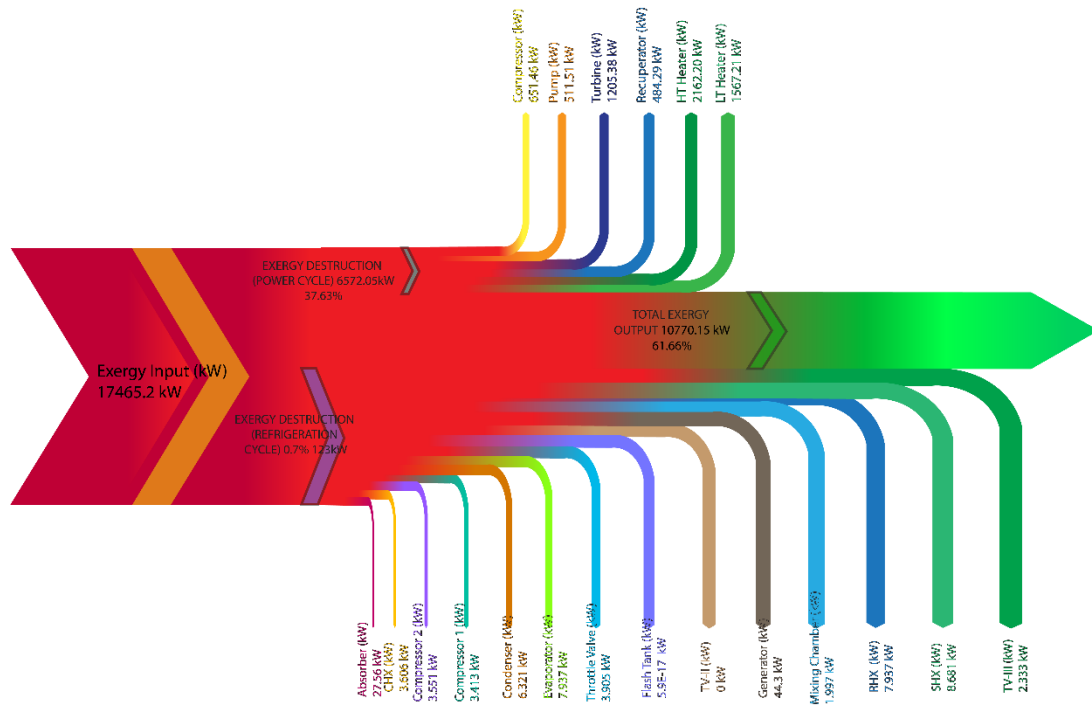 Compressor (kW)
651.46 kW
Pump (kW)
511.51 kW
Turbine (kW)
1205.38 kW
Recuperator (kW)
484.29 kW
HT Heater (kW)
2162.20 kW
LT Heater (kW)
1567.21 kW
EXERGY DESTRUCTION
(POWER CYCLE) 6572.05kW
37.63%
TOTAL EXERGY
OUTPUT 10770.15 kW
61.66%
Exergy Input (kW)
17465.2 kW
EXERGY DESTRUCTION
(REFRIGERATION
CYCLE) 0.7% 123kW
Absorber (kW)
27.56 kW
CHX (kW)
3.606 kW
Compressor 2 (kW)
3.551 kW
Compressor 1 (kW)
3.413 kW
Condenser (kW)
6.321 kW
Evaporator (kW)
7.937 kW
Throttle Valve (kW)
3.905 kW
Flash Tank (kW)
5.9E-17 kW
TV-II (kW)
0 kW
Generator (kW)
44.3 kW
Mixing Chamber (kW)
1.997 kW
RHX (kW)
7.937 kW
SHX (kW)
8.681 kW
TV-III (kW)
2.333 kW